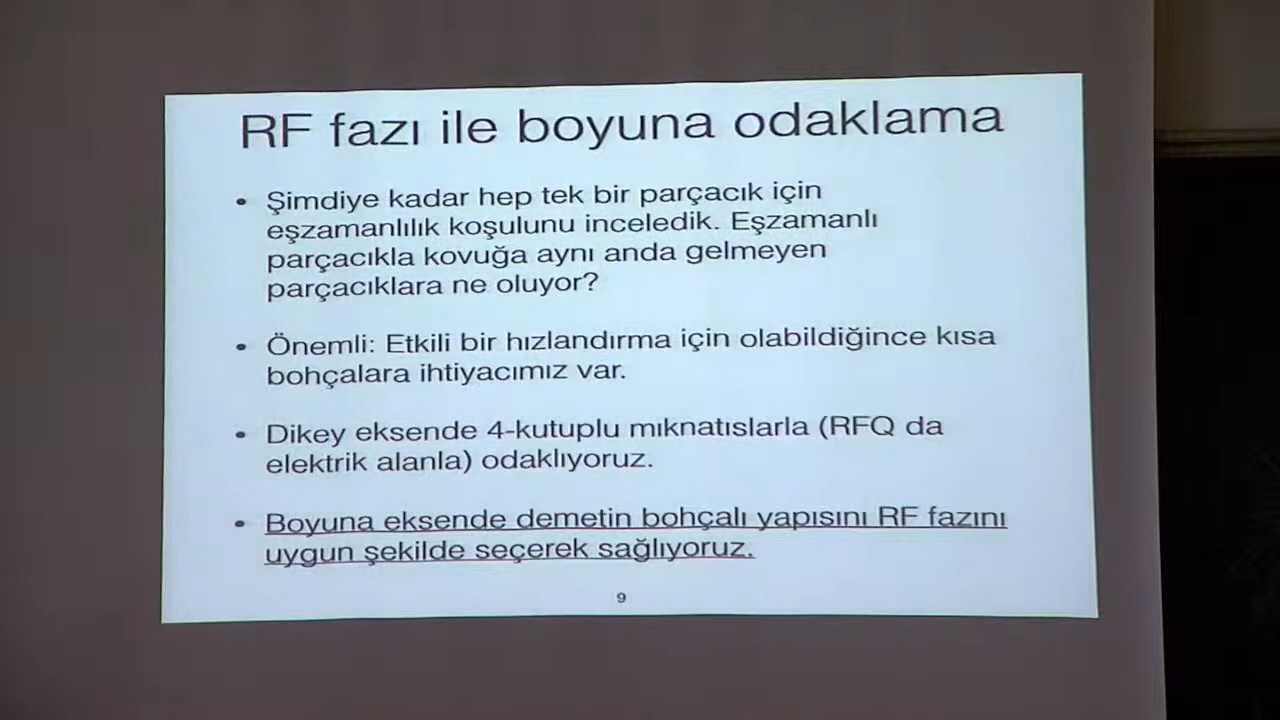 RF fazı ile boyuna odaklama
• Şimdiye kadar hep tek bir parçacık için
eşzamanlılık koşulunu inceledik. Eşzamanlı
parçacıkla kovuğa aynı anda gelmeyen
parçacıklara ne oluyor?
• Önemli: Etkili bir hızlandırma için olabildiğince kısa
bohçalara ihtiyacımız var.
• Dikey eksende 4-kutuplu mıknatıslarla (RFQ da
elektrik alanla) odaklıyoruz.
• Boyuna eksende demetin bohçalı yapısını RF fazını
uygun şekilde seçerek sağlıyoruz.
9